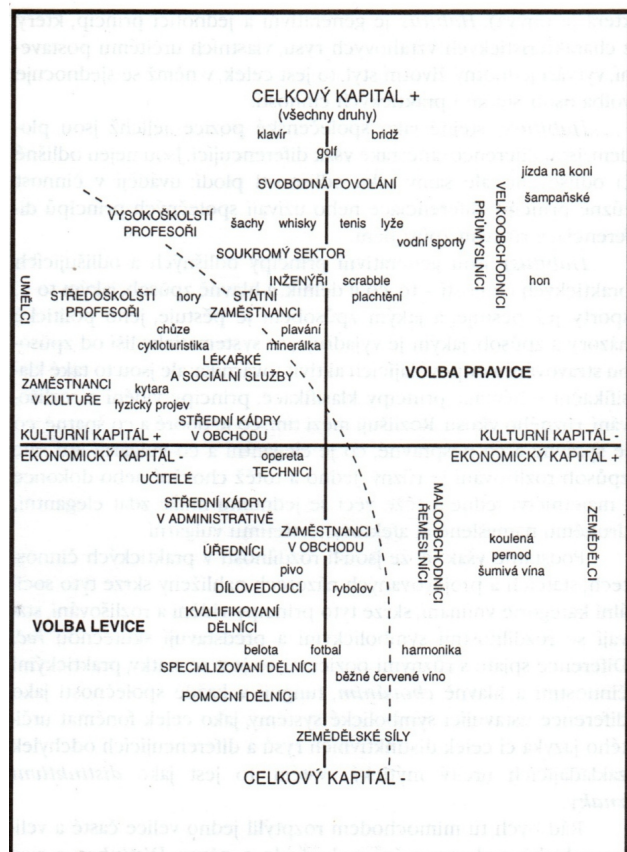 CELKOVÝ KAPITÁL +
(všechny druhy)
klavír bridž
golf
jízda na koni
SVOBODNÁ POVOLÁNÍ
šampaňské
VELKOOBCHODNÍCI
PRŮMYSLNÍCI
VYSOKOŠKOLSTÍ
PROFESOŘI
šachy whisky tenis lyže
vodní sporty
SOUKROMÝ SEKTOR
INŽENÝŘI scrabble
hon
UMĚLCI
STŘEDOŠKOLŠTÍ hory STÁTNÍ plachtění
PROFESOŘI ZAMĚSTNANCI
chůze plavání
cykloturistika minerálka
LÉKAŘSKÉ
A SOCIÁLNÍ SLUŽBY
VOLBA PRAVICE
ZAMĚSTNANCI kytara
V KULTUŘE fyzický projev
STŘEDNÍ KÁDRY
KULTURNÍ KAPITÁL + V OBCHODU KULTURNÍ KAPITÁL -
EKONOMICKÝ KAPITÁL - opereta EKONOMICKÝ KAPITÁL +
TECHNICI
UČITELÉ
STŘEDNÍ KÁDRY
V ADMINISTRATIVĚ
MALOOBCHODNÍCI
ŘEMESLNÍCI
ZEMĚDĚLCI
ZAMĚSTNANCI
V OBCHODU
koulená
ÚŘEDNÍCI
pernod
pivo
šumivá vína
DÍLOVEDOUCÍ rybolov
KVALIFIKOVANÍ
DĚLNÍCI
VOLBA LEVICE
belota fotbal harmonika
SPECIALIZOVANÍ DĚLNÍCI
běžné červené víno
POMOCNÍ DĚLNÍCI
ZEMĚDĚLSKÉ SÍLY
CELKOVÝ KAPITÁL -